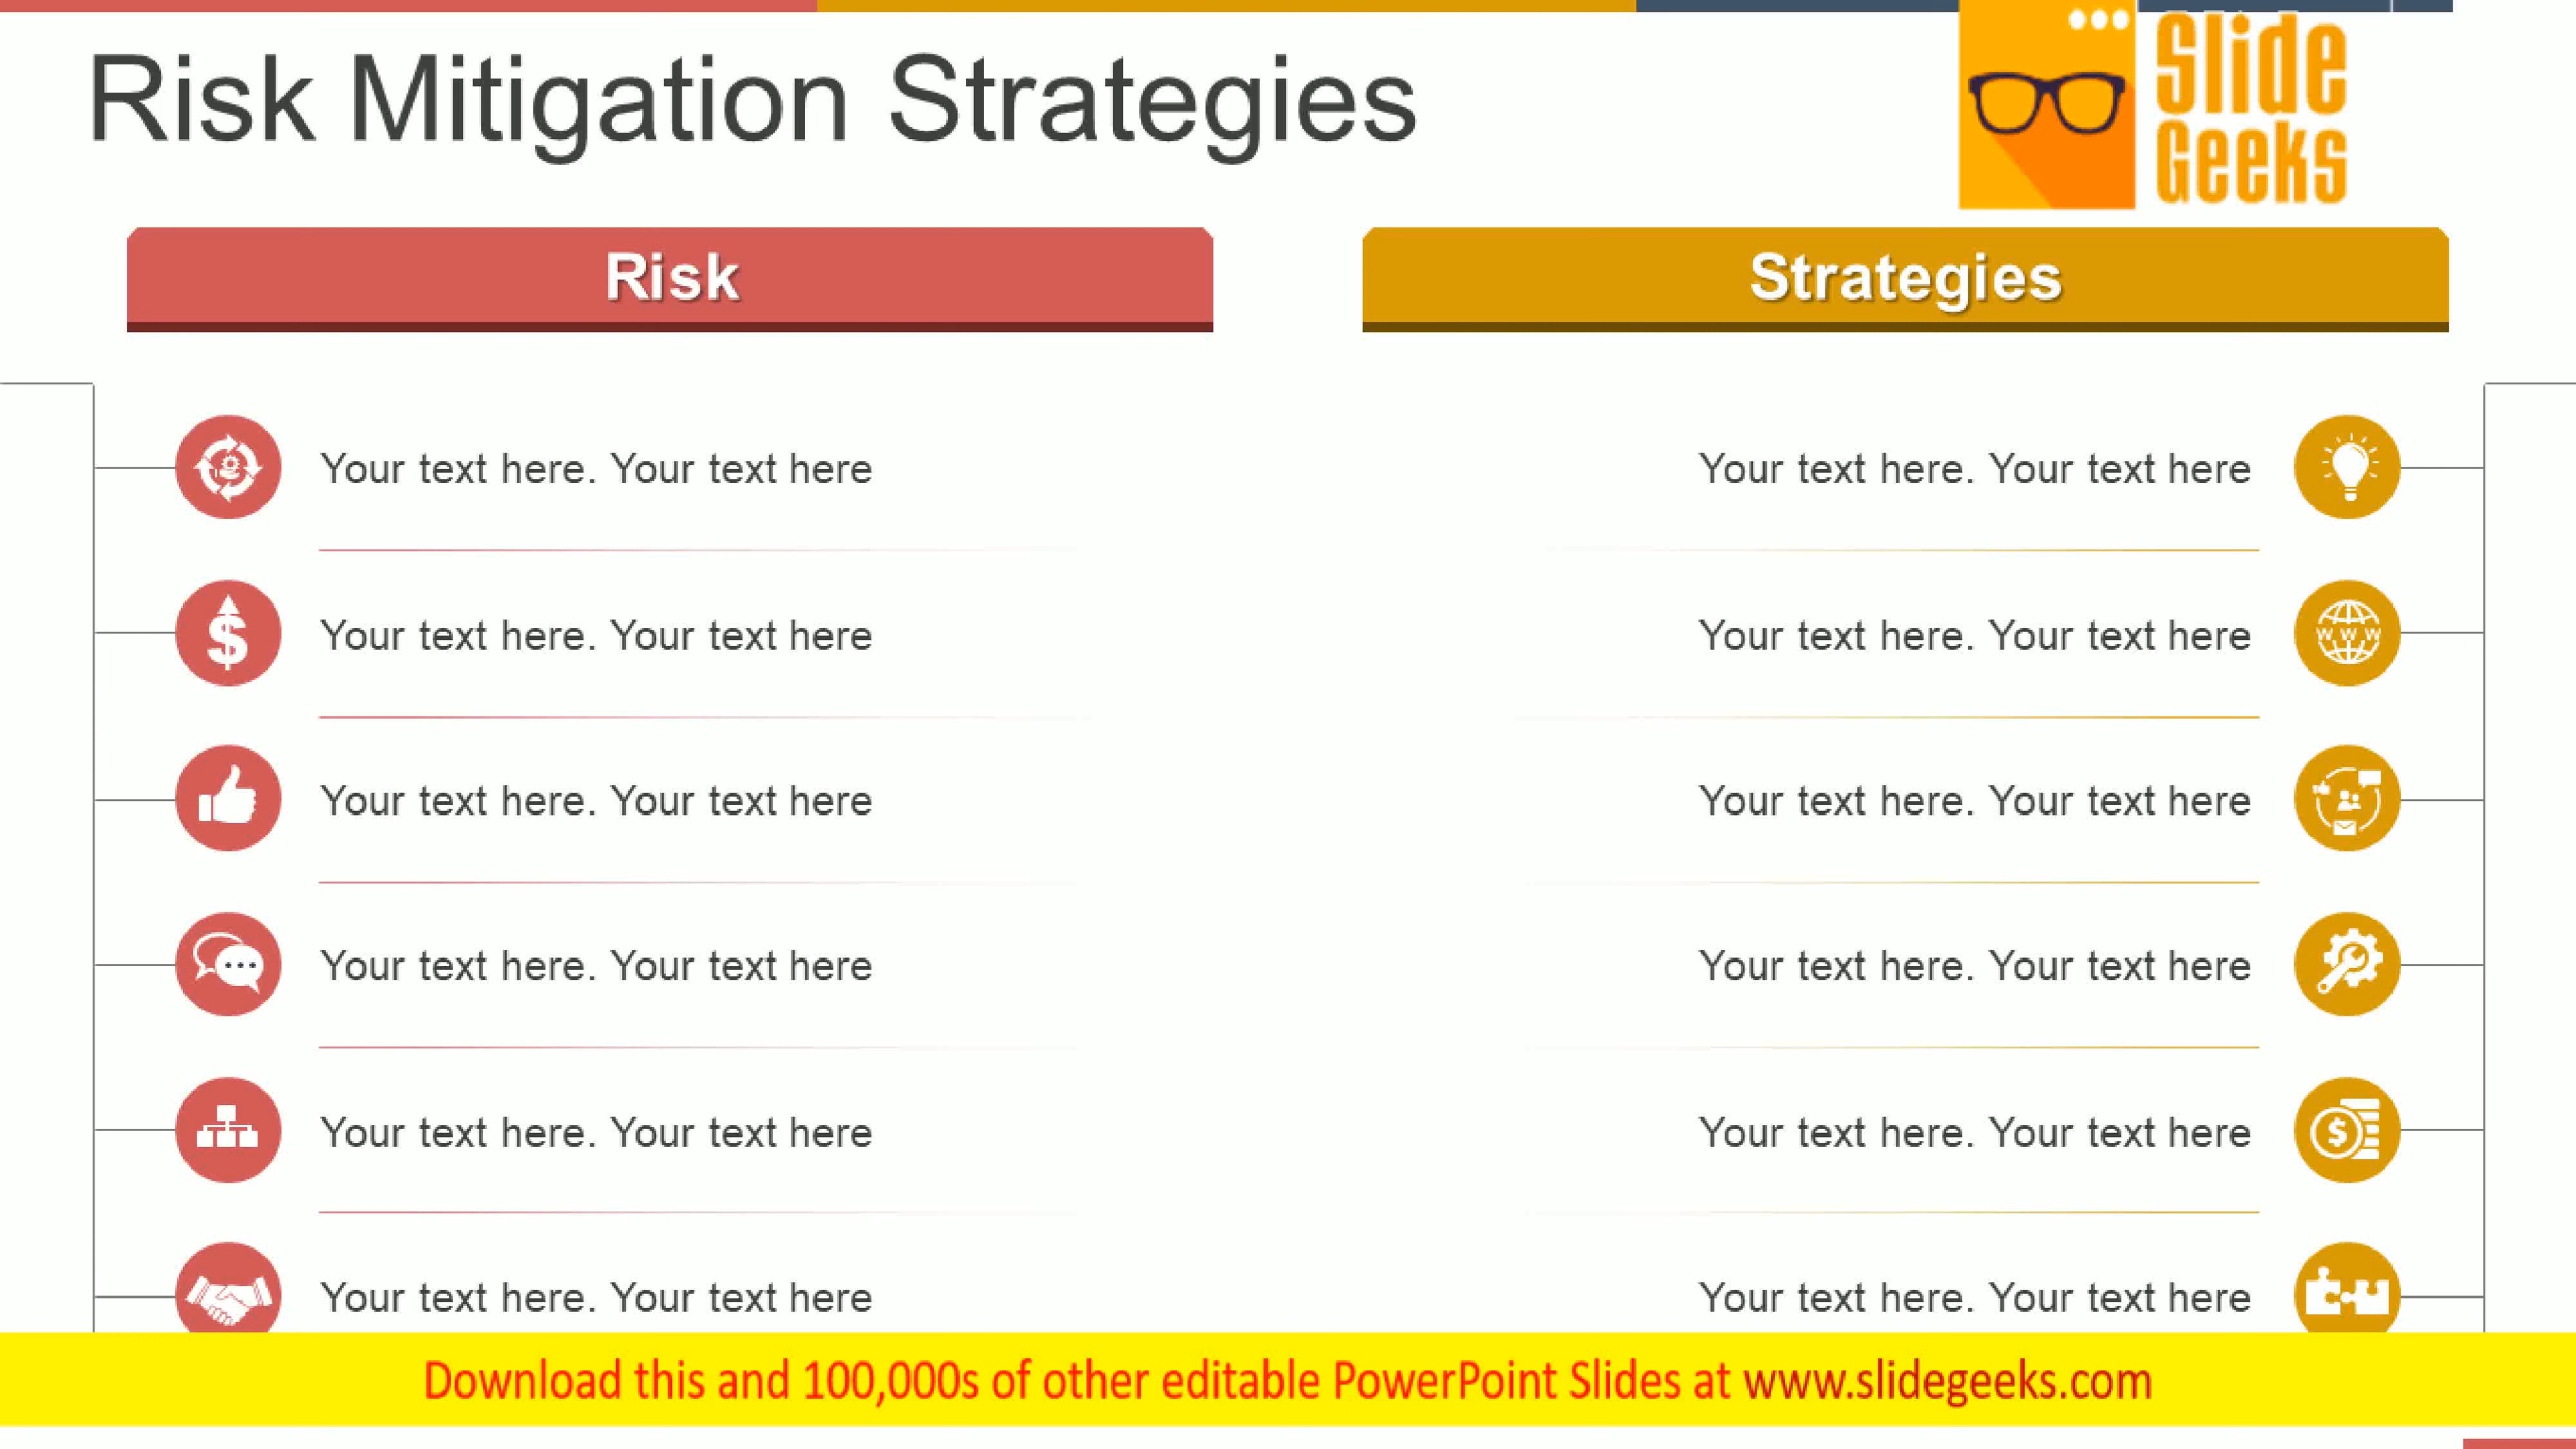 Risk Mitigation Strategies
Slide
Geeks
Risk
Strategies
Your text here. Your text here
Your text here. Your text here
WWW
Your text here. Your text here
Your text here. Your text here
Your text here. Your text here
$
Your text here. Your text here
$
Your text here. Your text here
Your text here. Your text here
Your text here. Your text here
Your text here. Your text here
Your text here. Your text here
Your text here. Your text here
Download this and 100,000s of other editable PowerPoint Slides at www.slidegeeks.com